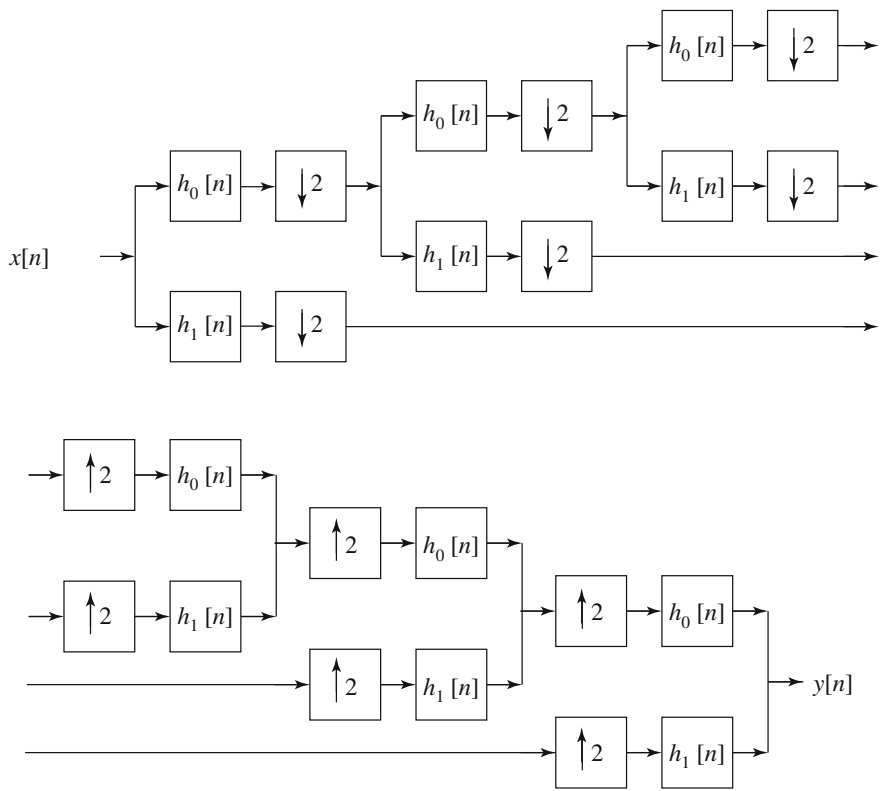 h₀ [n] ↓2
h₀ [n] ↓2
h₀ [n] ↓2 h₁ [n] ↓2
x[n] h₁ [n] ↓2
h₁ [n] ↓2
↑2 h₀ [n]
↑2 h₀ [n]
↑2 h₁ [n] ↑2 h₀ [n]
↑2 h₁ [n] y[n]
↑2 h₁ [n]